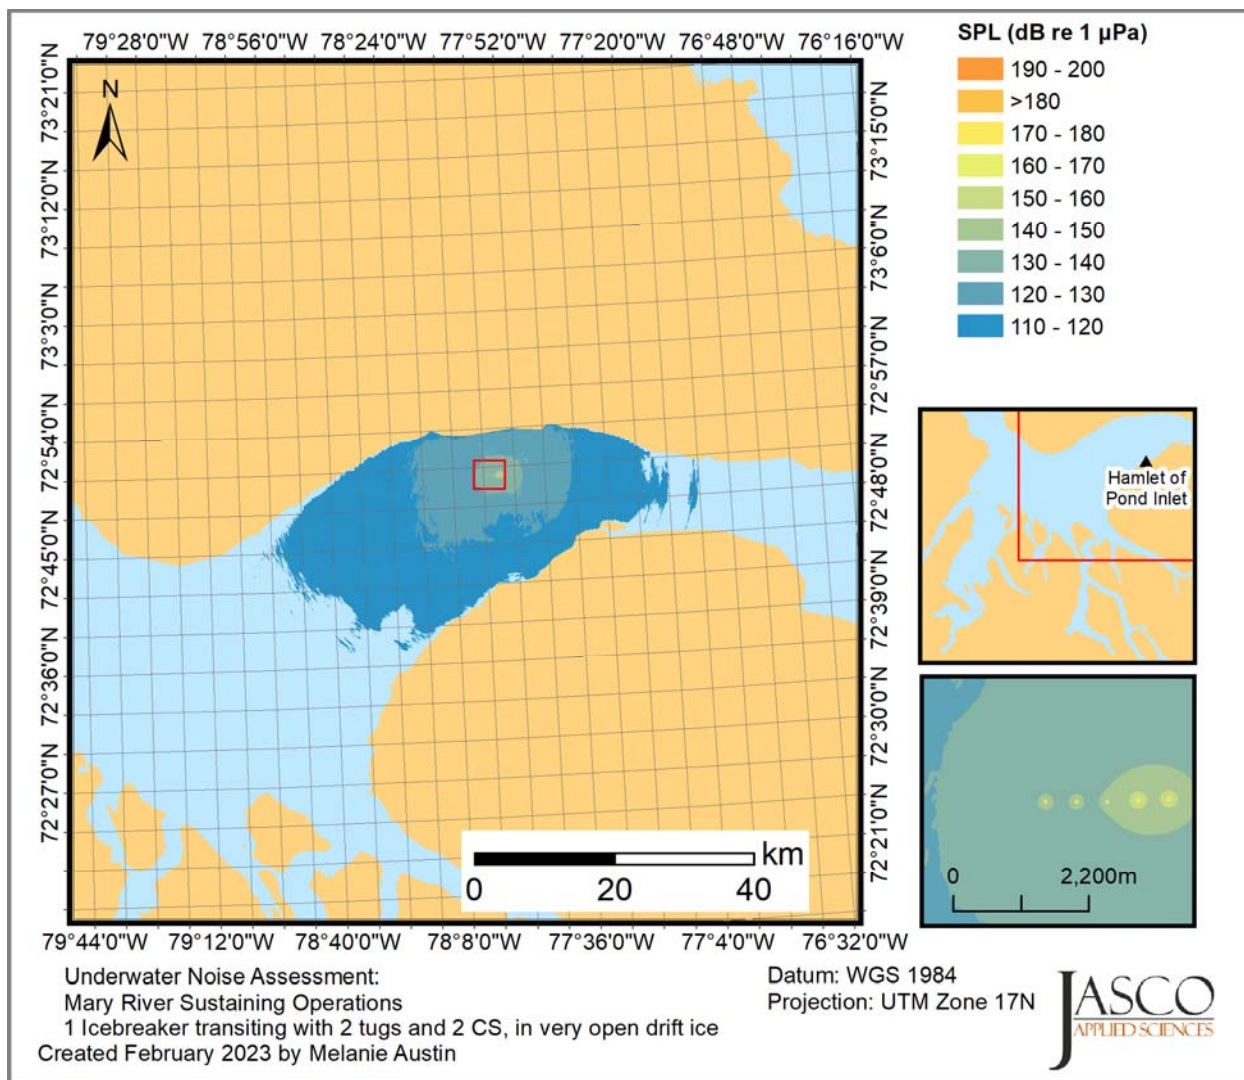 79°28'0"W 78°56'0"W 78°24'0"W 77°52'0"W 77°20'0"W 76°48'0"W 76°16'0"W
73°21'0"N
73°12'0"N
73°3'0"N
72°54'0"N
72°45'0"N
72°36'0"N
72°27'0"N
N
73°15'0"N
73°6'0"N
72°57'0"N
72°48'0"N
72°39'0"N
72°30'0"N
72°21'0"N
km
0 20 40
79°44'0"W 79°12'0"W 78°40'0"W 78°8'0"W 77°36'0"W 77°4'0"W 76°32'0"W
SPL (dB re 1 µPa)
190 - 200
>180
170 - 180
160 - 170
150 - 160
140 - 150
130 - 140
120 - 130
110 - 120
Hamlet of
Pond Inlet
0 2,200m
Underwater Noise Assessment:
Mary River Sustaining Operations
1 Icebreaker transiting with 2 tugs and 2 CS, in very open drift ice
Created February 2023 by Melanie Austin
Datum: WGS 1984
Projection: UTM Zone 17N
JASCO
APPLIED SCIENCES